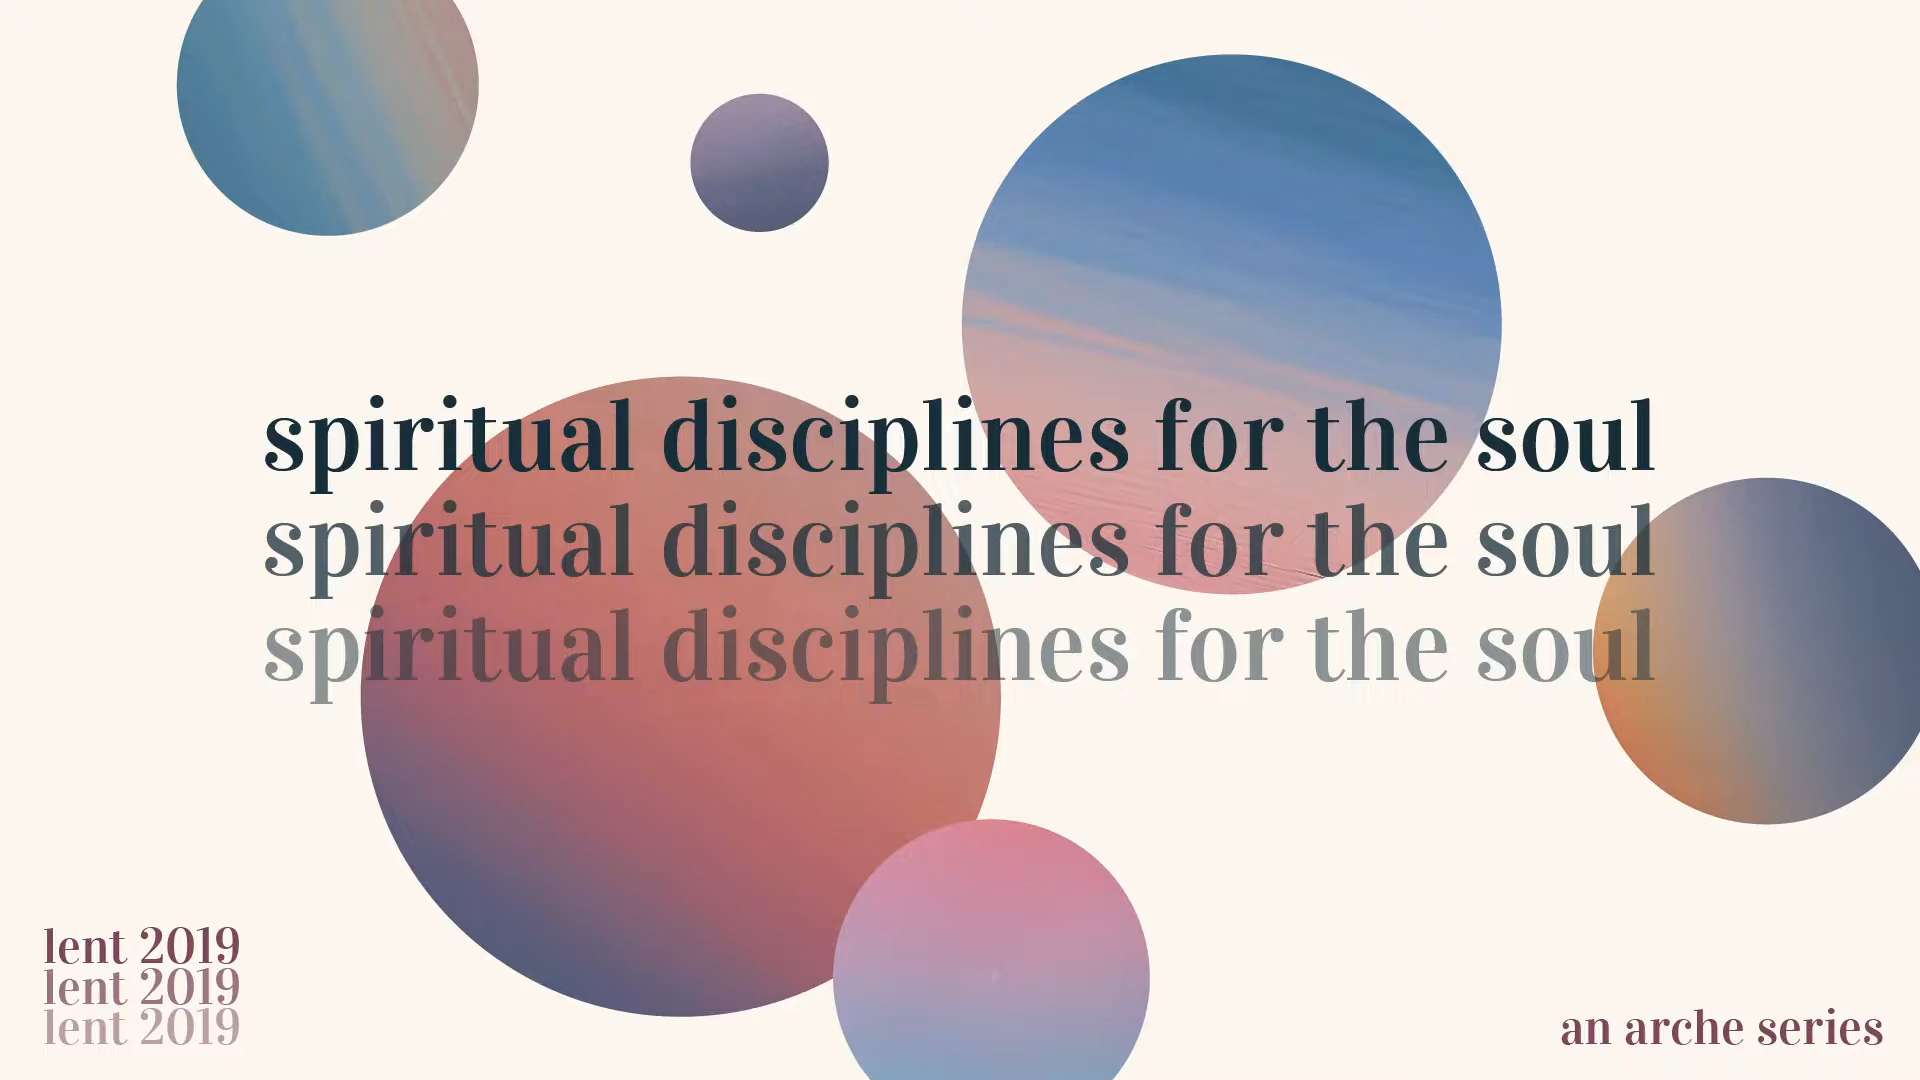 spiritual disciplines for the soul
spiritual disciplines for the soul
spiritual disciplines for the soul
lent 2019
lent 2019
lent 2019
an arche series